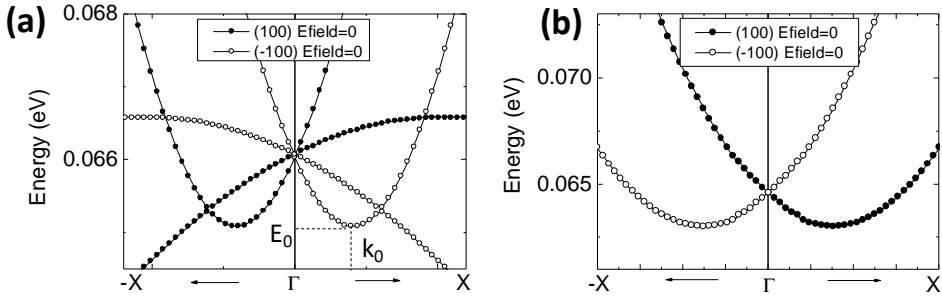 (a)
Energy (eV)
0.068
0.066
(100) Efield=0
(-100) Efield=0
E0
k0
-X
Γ
X
(b)
Energy (eV)
0.070
0.065
(100) Efield=0
(-100) Efield=0
-X
Γ
X